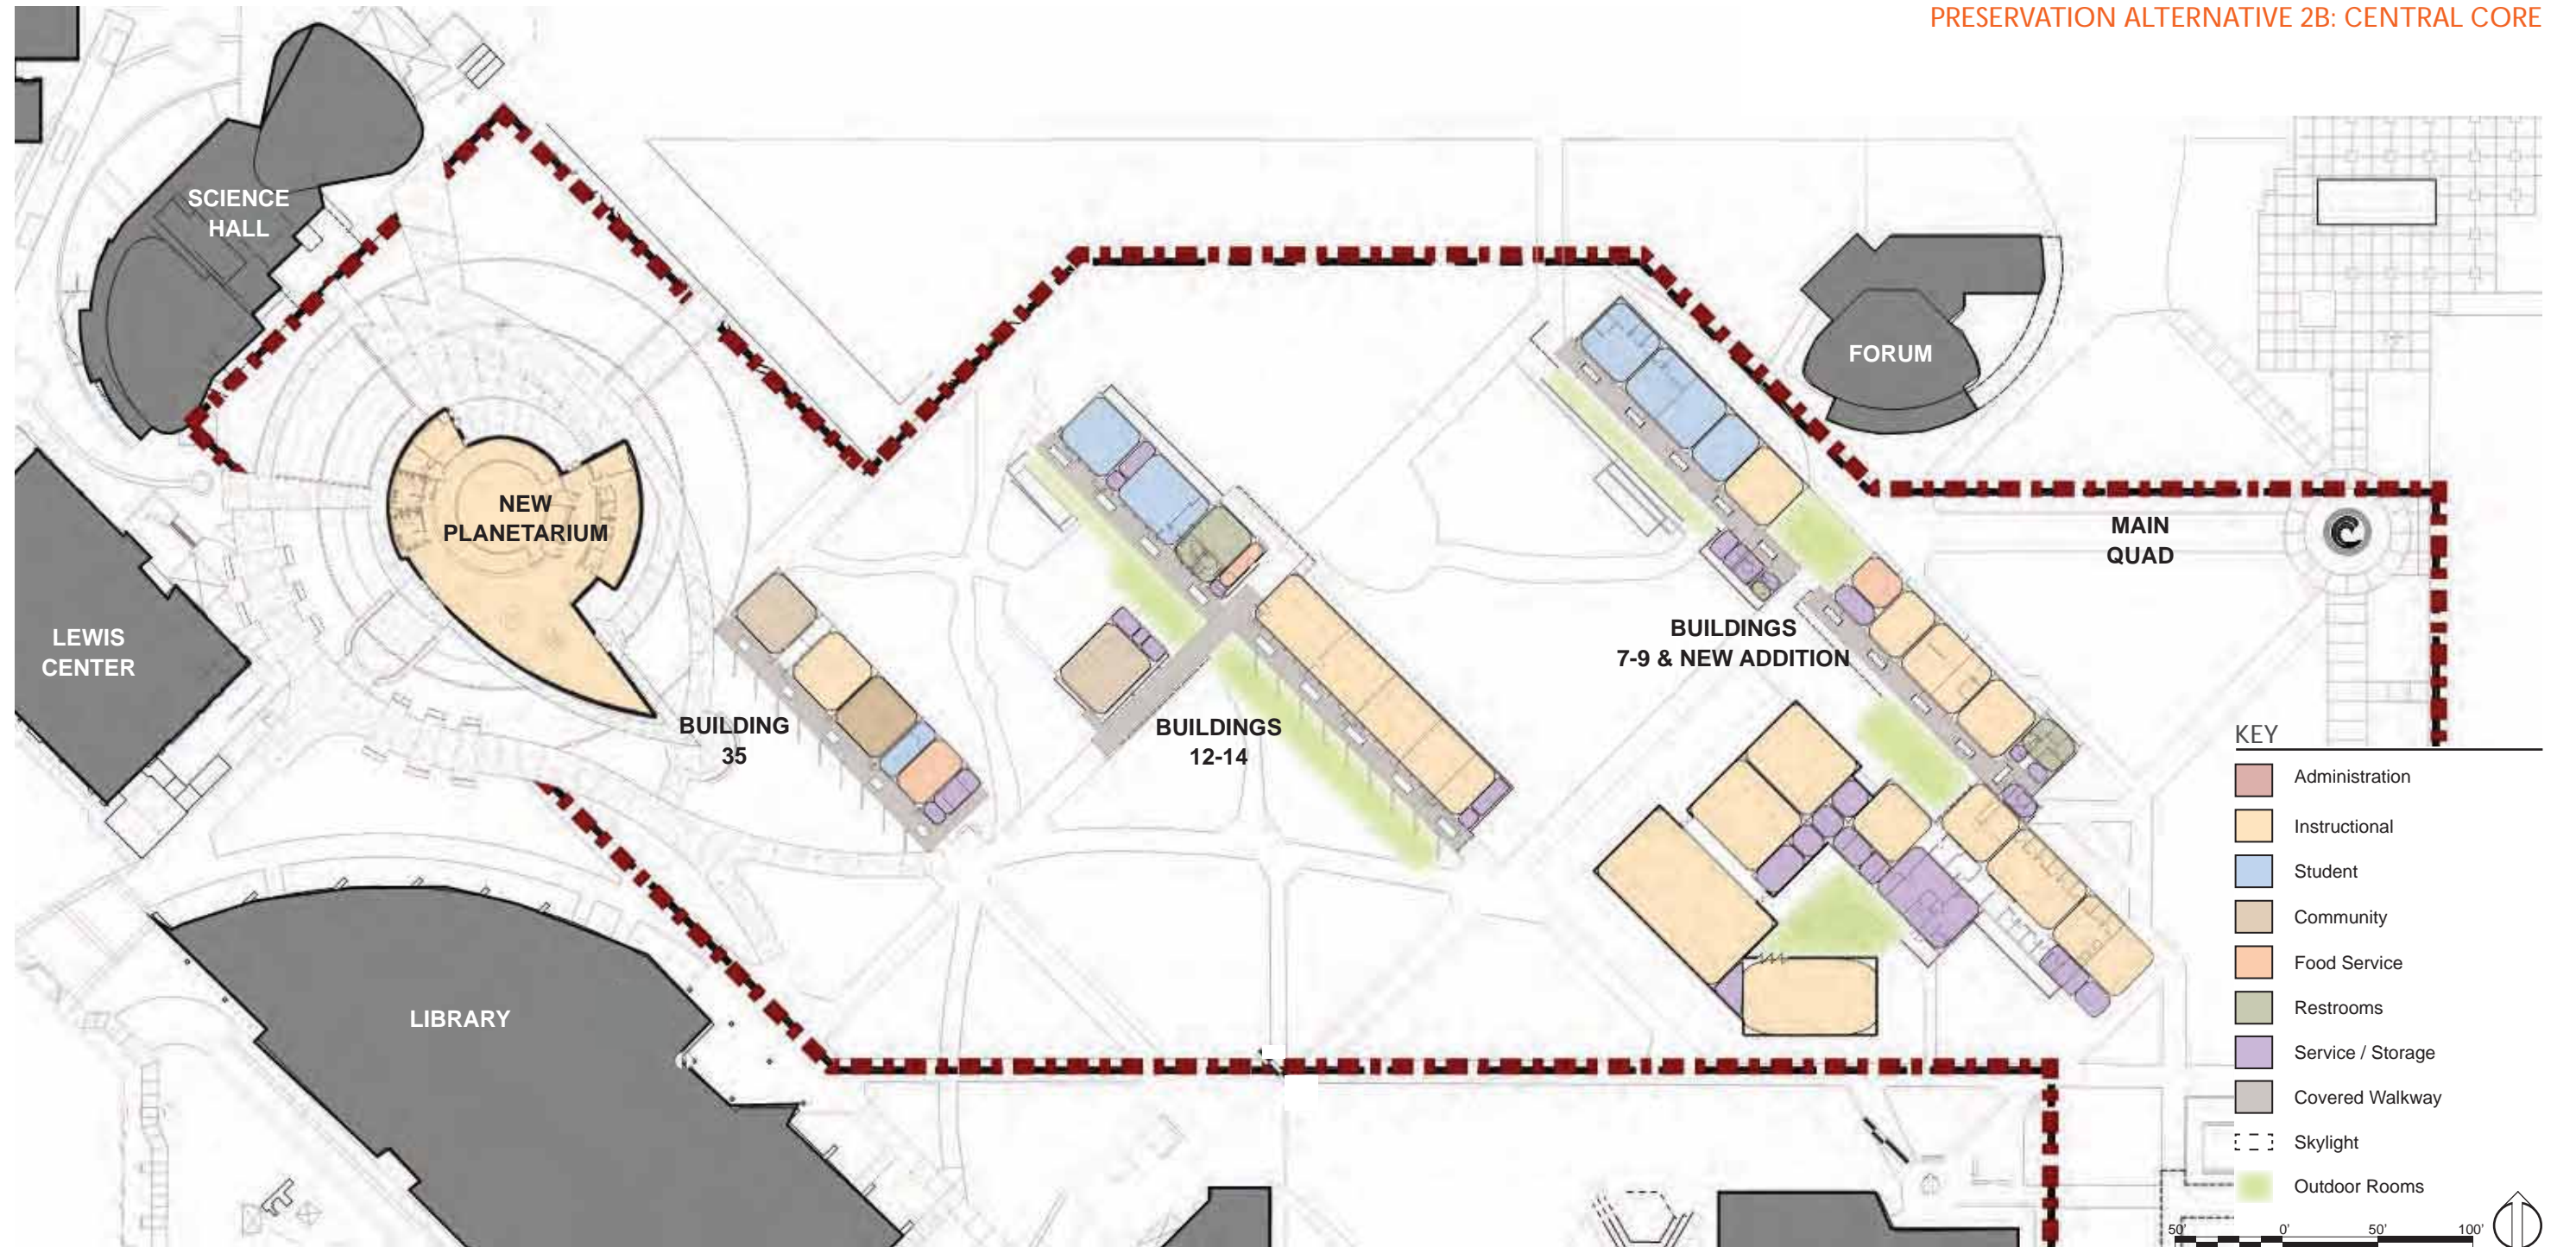 PRESERVATION ALTERNATIVE 2B: CENTRAL CORE
SCIENCE
HALL
FORUM
NEW
PLANETARIUM
MAIN
QUAD
LEWIS
CENTER
BUILDINGS
7-9 & NEW ADDITION
BUILDING
35
BUILDINGS
12-14
LIBRARY
KEY
Administration
Instructional
Student
Community
Food Service
Restrooms
Service / Storage
Covered Walkway
Skylight
Outdoor Rooms
50' 0' 50' 100'